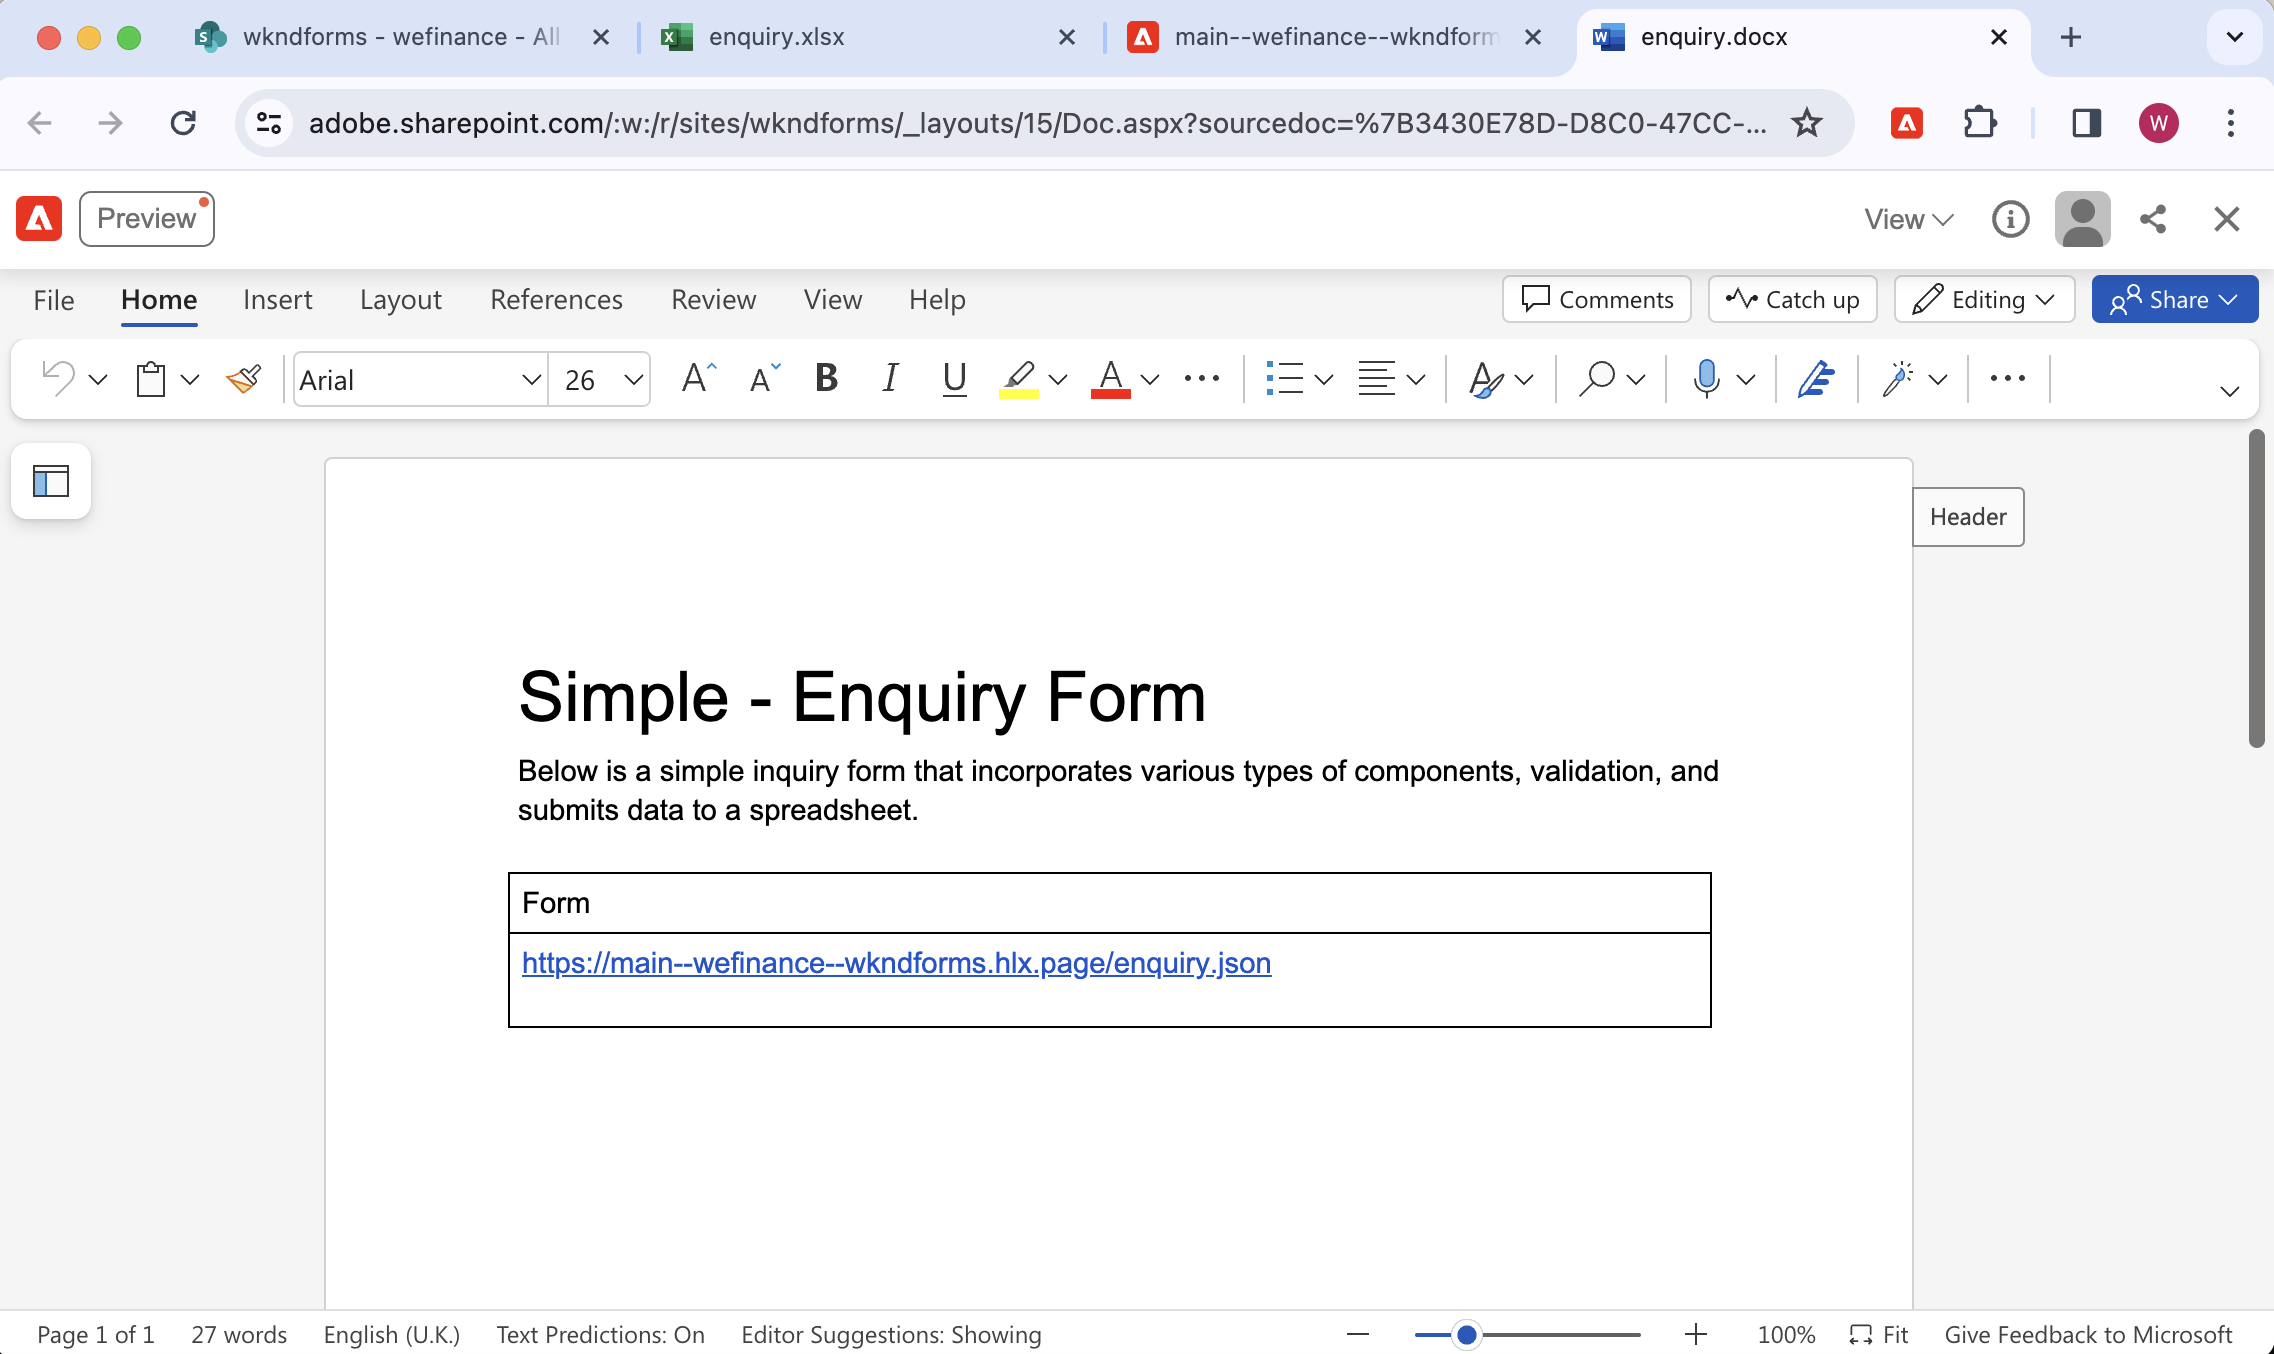 wkndforms - wefinance - All
enquiry.xlsx
main--wefinance--wkndform
enquiry.docx
adobe.sharepoint.com/:w:/r/sites/wkndforms/_layouts/15/Doc.aspx?sourcedoc=%7B3430E78D-D8C0-47CC-...
W
Preview
View
File Home Insert Layout References Review View Help
Comments
Catch up
Editing
Share
Arial
26
A A B I U A
Header
Simple - Enquiry Form
Below is a simple inquiry form that incorporates various types of components, validation, and
submits data to a spreadsheet.
Form
https://main--wefinance--wkndforms.hlx.page/enquiry.json
Page 1 of 1 27 words English (U.K.) Text Predictions: On Editor Suggestions: Showing 100% Fit Give Feedback to Microsoft